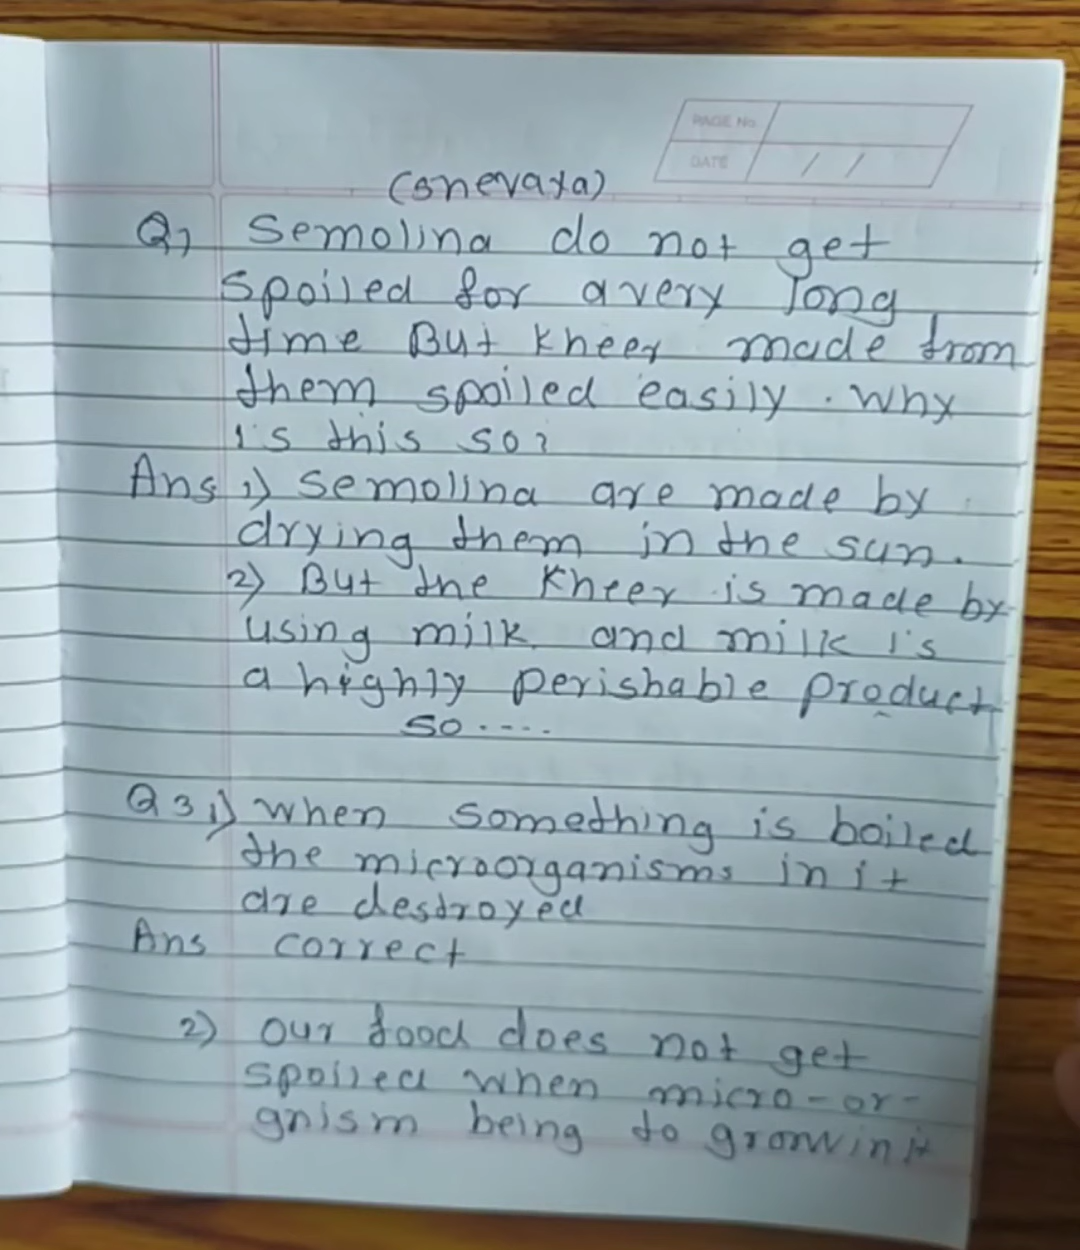 PAGE No.
DATE / /
(snevaya)
Q, Semolina do not get
spoiled for a very long
time But kheer made from
them spoiled easily. Why
is this so?
Ans 1) Semolina are made by
drying them in the sun.
2) But the kheer is made by
using milk and milk is
a highly perishable product
so ....
Q 3 1) when something is boiled
the microorganisms in it
are destroyed
Ans correct
2) our food does not get
spoiled when micro-or-
gnism being to grow in it